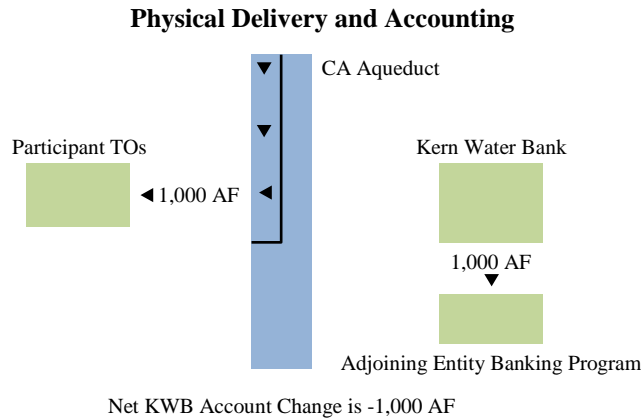 Physical Delivery and Accounting
CA Aqueduct
Participant TOs
Kern Water Bank
1,000 AF
1,000 AF
Adjoining Entity Banking Program
Net KWB Account Change is -1,000 AF